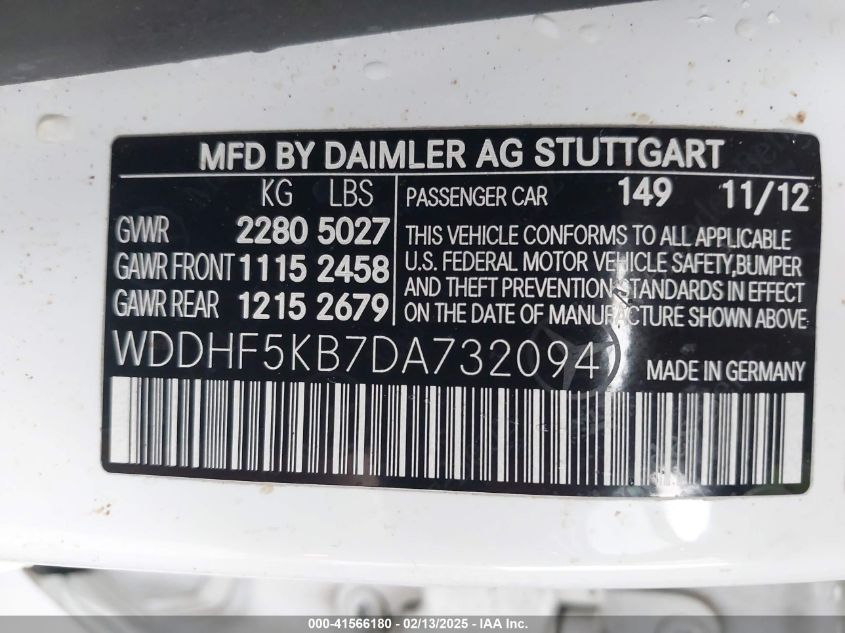 MFD BY DAIMLER AG STUTTGART
KG LBS
GVWR 2280 5027
GAWR FRONT 1115 2458
GAWR REAR 1215 2679
PASSENGER CAR 149 11/12
THIS VEHICLE CONFORMS TO ALL APPLICABLE
U.S. FEDERAL MOTOR VEHICLE SAFETY, BUMPER
AND THEFT PREVENTION STANDARDS IN EFFECT
ON THE DATE OF MANUFACTURE SHOWN ABOVE.
WDDHF5KB7DA732094
MADE IN GERMANY
000-41566180 - 02/13/2025 - IAA Inc.